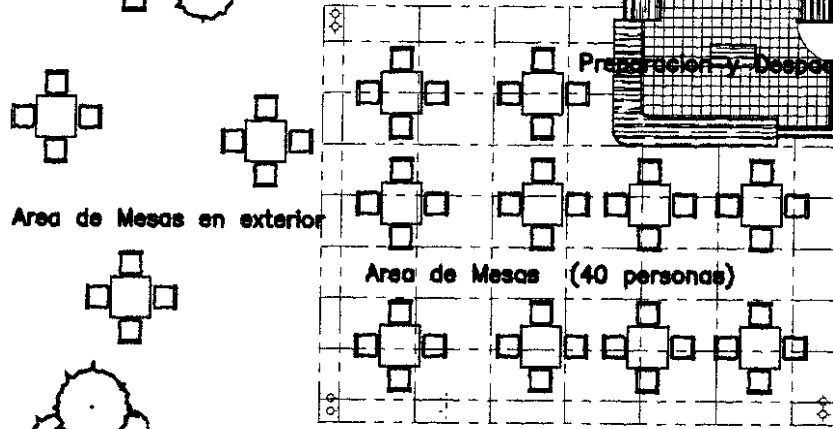 Preparacion y Despac
Area de Mesas en exterior
Area de Mesas (40 personas)